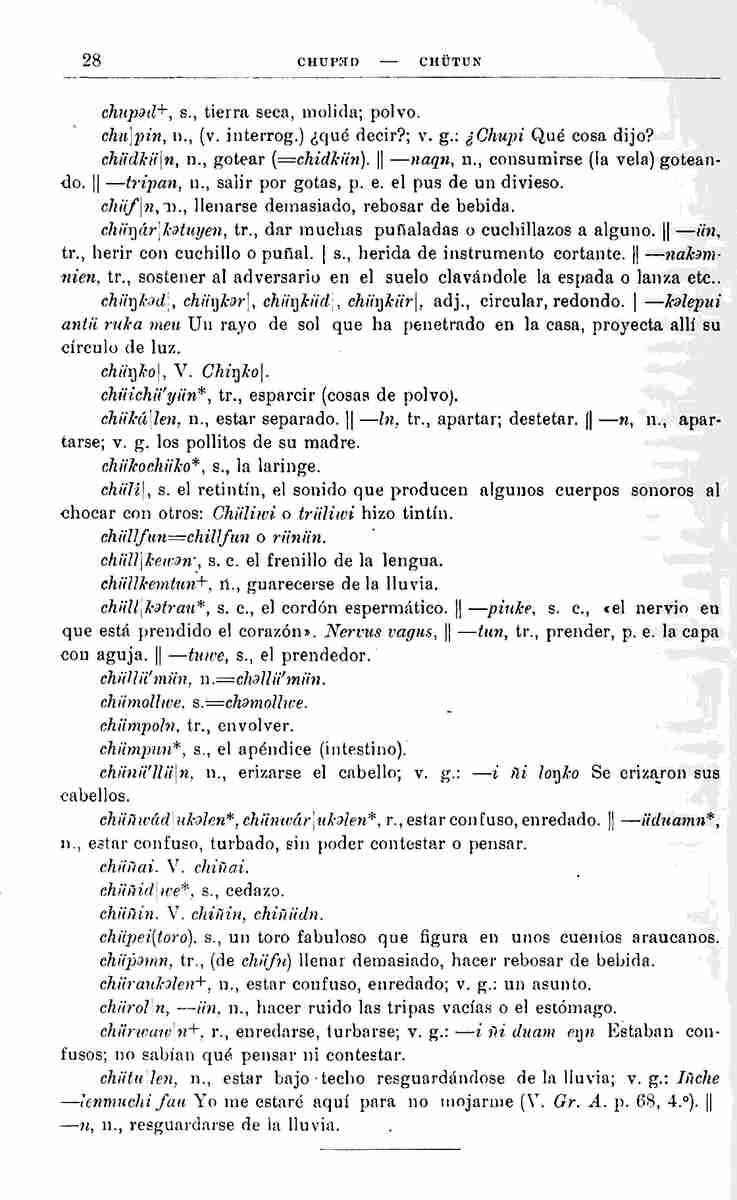 28 CHUPƏD — CHÜTUN
chupəd+, s., tierra seca, molida; polvo.
chu|pin, n., (v. interrog.) ¿qué decir?; v. g.: ¿Chupi Qué cosa dijo?
chüdkü|n, n., gotear (=chidkün). || —naqn, n., consumirse (la vela) gotean-
do. || —tripan, n., salir por gotas, p. e. el pus de un divieso.
chüf|n, n., llenarse demasiado, rebosar de bebida.
chüŋár|kətuyen, tr., dar muchas puñaladas o cuchillazos a alguno. || —ün,
tr., herir con cuchillo o puñal. | s., herida de instrumento cortante. || —nakəm-
nien, tr., sostener al adversario en el suelo clavándole la espada o lanza etc..
chüŋkəd|, chüŋkər|, chüŋküd|, chüŋkür|, adj., circular, redondo. | —kəlepui
antü ruka meu Un rayo de sol que ha penetrado en la casa, proyecta allí su
círculo de luz.
chüŋko|, V. Chiŋko|.
chüichü'yün*, tr., esparcir (cosas de polvo).
chüká|len, n., estar separado. || —ln, tr., apartar; destetar. || —n, n., apar-
tarse; v. g. los pollitos de su madre.
chükochüko*, s., la laringe.
chüli|, s. el retintín, el sonido que producen algunos cuerpos sonoros al
chocar con otros: Chüliwi o trüliwi hizo tintín.
chüllfun=chillfun o rünün.
chüll|kewən, s. c. el frenillo de la lengua.
chüllkemtun+, n., guarecerse de la lluvia.
chüll|kətrau*, s. c., el cordón espermático. || —piuke, s. c., «el nervio en
que está prendido el corazón». Nervus vagus, || —tun, tr., prender, p. e. la capa
con aguja. || —tuwe, s., el prendedor.
chüllü'mün, n.=chəllü'mün.
chümollwe, s.=chəmollwe.
chümpoln, tr., envolver.
chümpun*, s., el apéndice (intestino).
chünü'llü|n, n., erizarse el cabello; v. g.: —i ñi loŋko Se erizaron sus
cabellos.
chüñwád|ukəlen*, chünwár|ukəlen*, r., estar confuso, enredado. || —üduamn*,
n., estar confuso, turbado, sin poder contestar o pensar.
chüñai. V. chiñai.
chüñid|we*, s., cedazo.
chüñin. V. chiñin, chiñüdn.
chüpei(toro). s., un toro fabuloso que figura en unos cuentos araucanos.
chüpəmn, tr., (de chüfn) llenar demasiado, hacer rebosar de bebida.
chüraukəlen+, n., estar confuso, enredado; v. g.: un asunto.
chürol|n, —ün, n., hacer ruido las tripas vacías o el estómago.
chürwaw|n+, r., enredarse, turbarse; v. g.: —i ñi duam eŋn Estaban con-
fusos; no sabían qué pensar ni contestar.
chütu|len, n., estar bajo techo resguardándose de la lluvia; v. g.: Iñche
—lenmuchi fau Yo me estaré aquí para no mojarme (V. Gr. A. p. 68, 4.º). ||
—n, n., resguardarse de la lluvia.